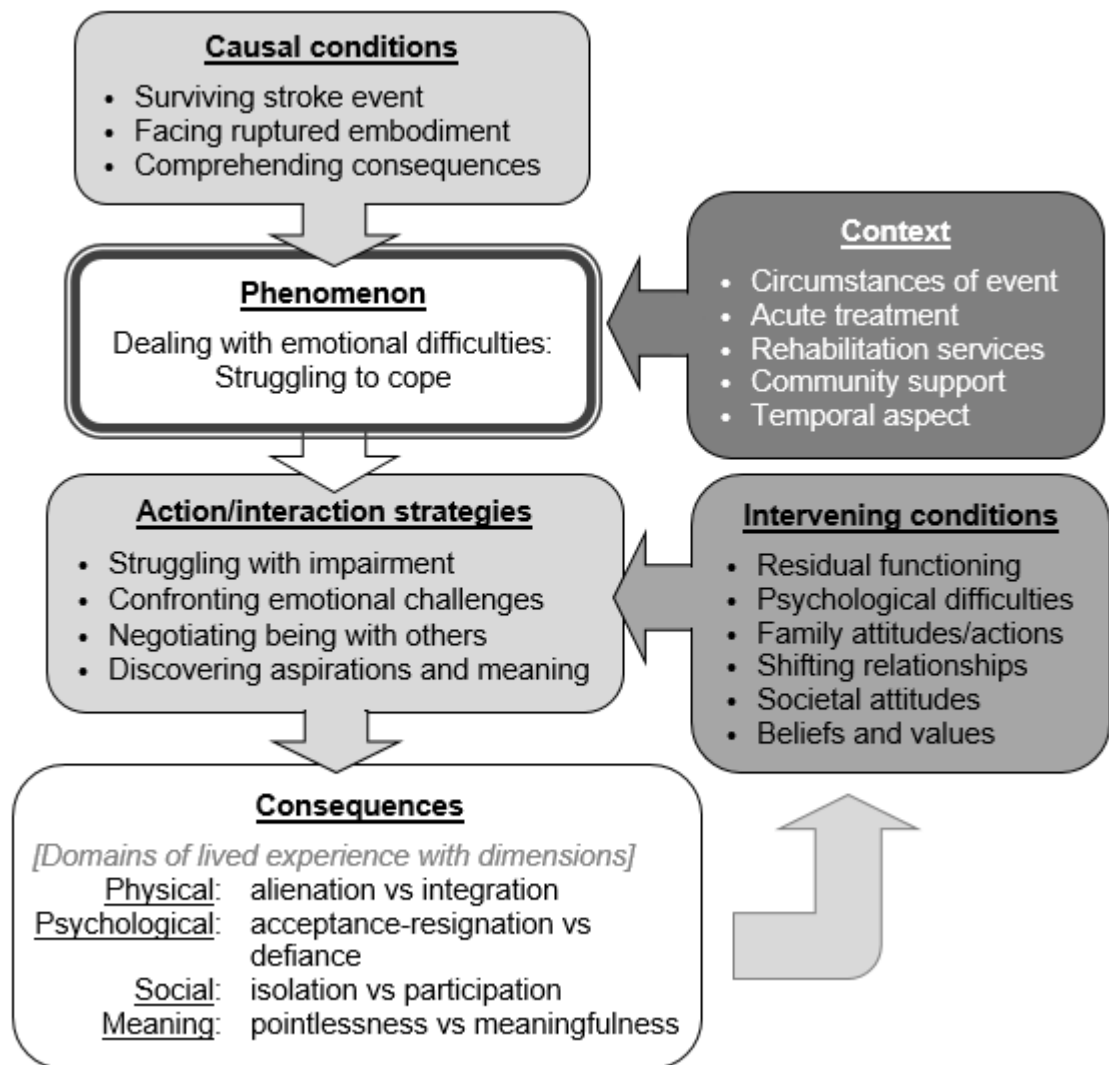 Causal conditions
• Surviving stroke event
• Facing ruptured embodiment
• Comprehending consequences
Phenomenon
Dealing with emotional difficulties:
Struggling to cope
Context
• Circumstances of event
• Acute treatment
• Rehabilitation services
• Community support
• Temporal aspect
Action/interaction strategies
• Struggling with impairment
• Confronting emotional challenges
• Negotiating being with others
• Discovering aspirations and meaning
Intervening conditions
• Residual functioning
• Psychological difficulties
• Family attitudes/actions
• Shifting relationships
• Societal attitudes
• Beliefs and values
Consequences
[Domains of lived experience with dimensions]
Physical: alienation vs integration
Psychological: acceptance-resignation vs
defiance
Social: isolation vs participation
Meaning: pointlessness vs meaningfulness